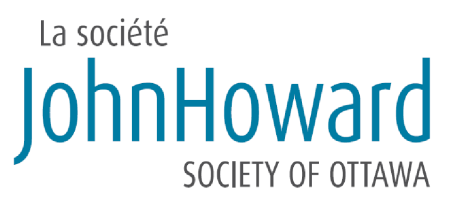 La société
JohnHoward
SOCIETY OF OTTAWA